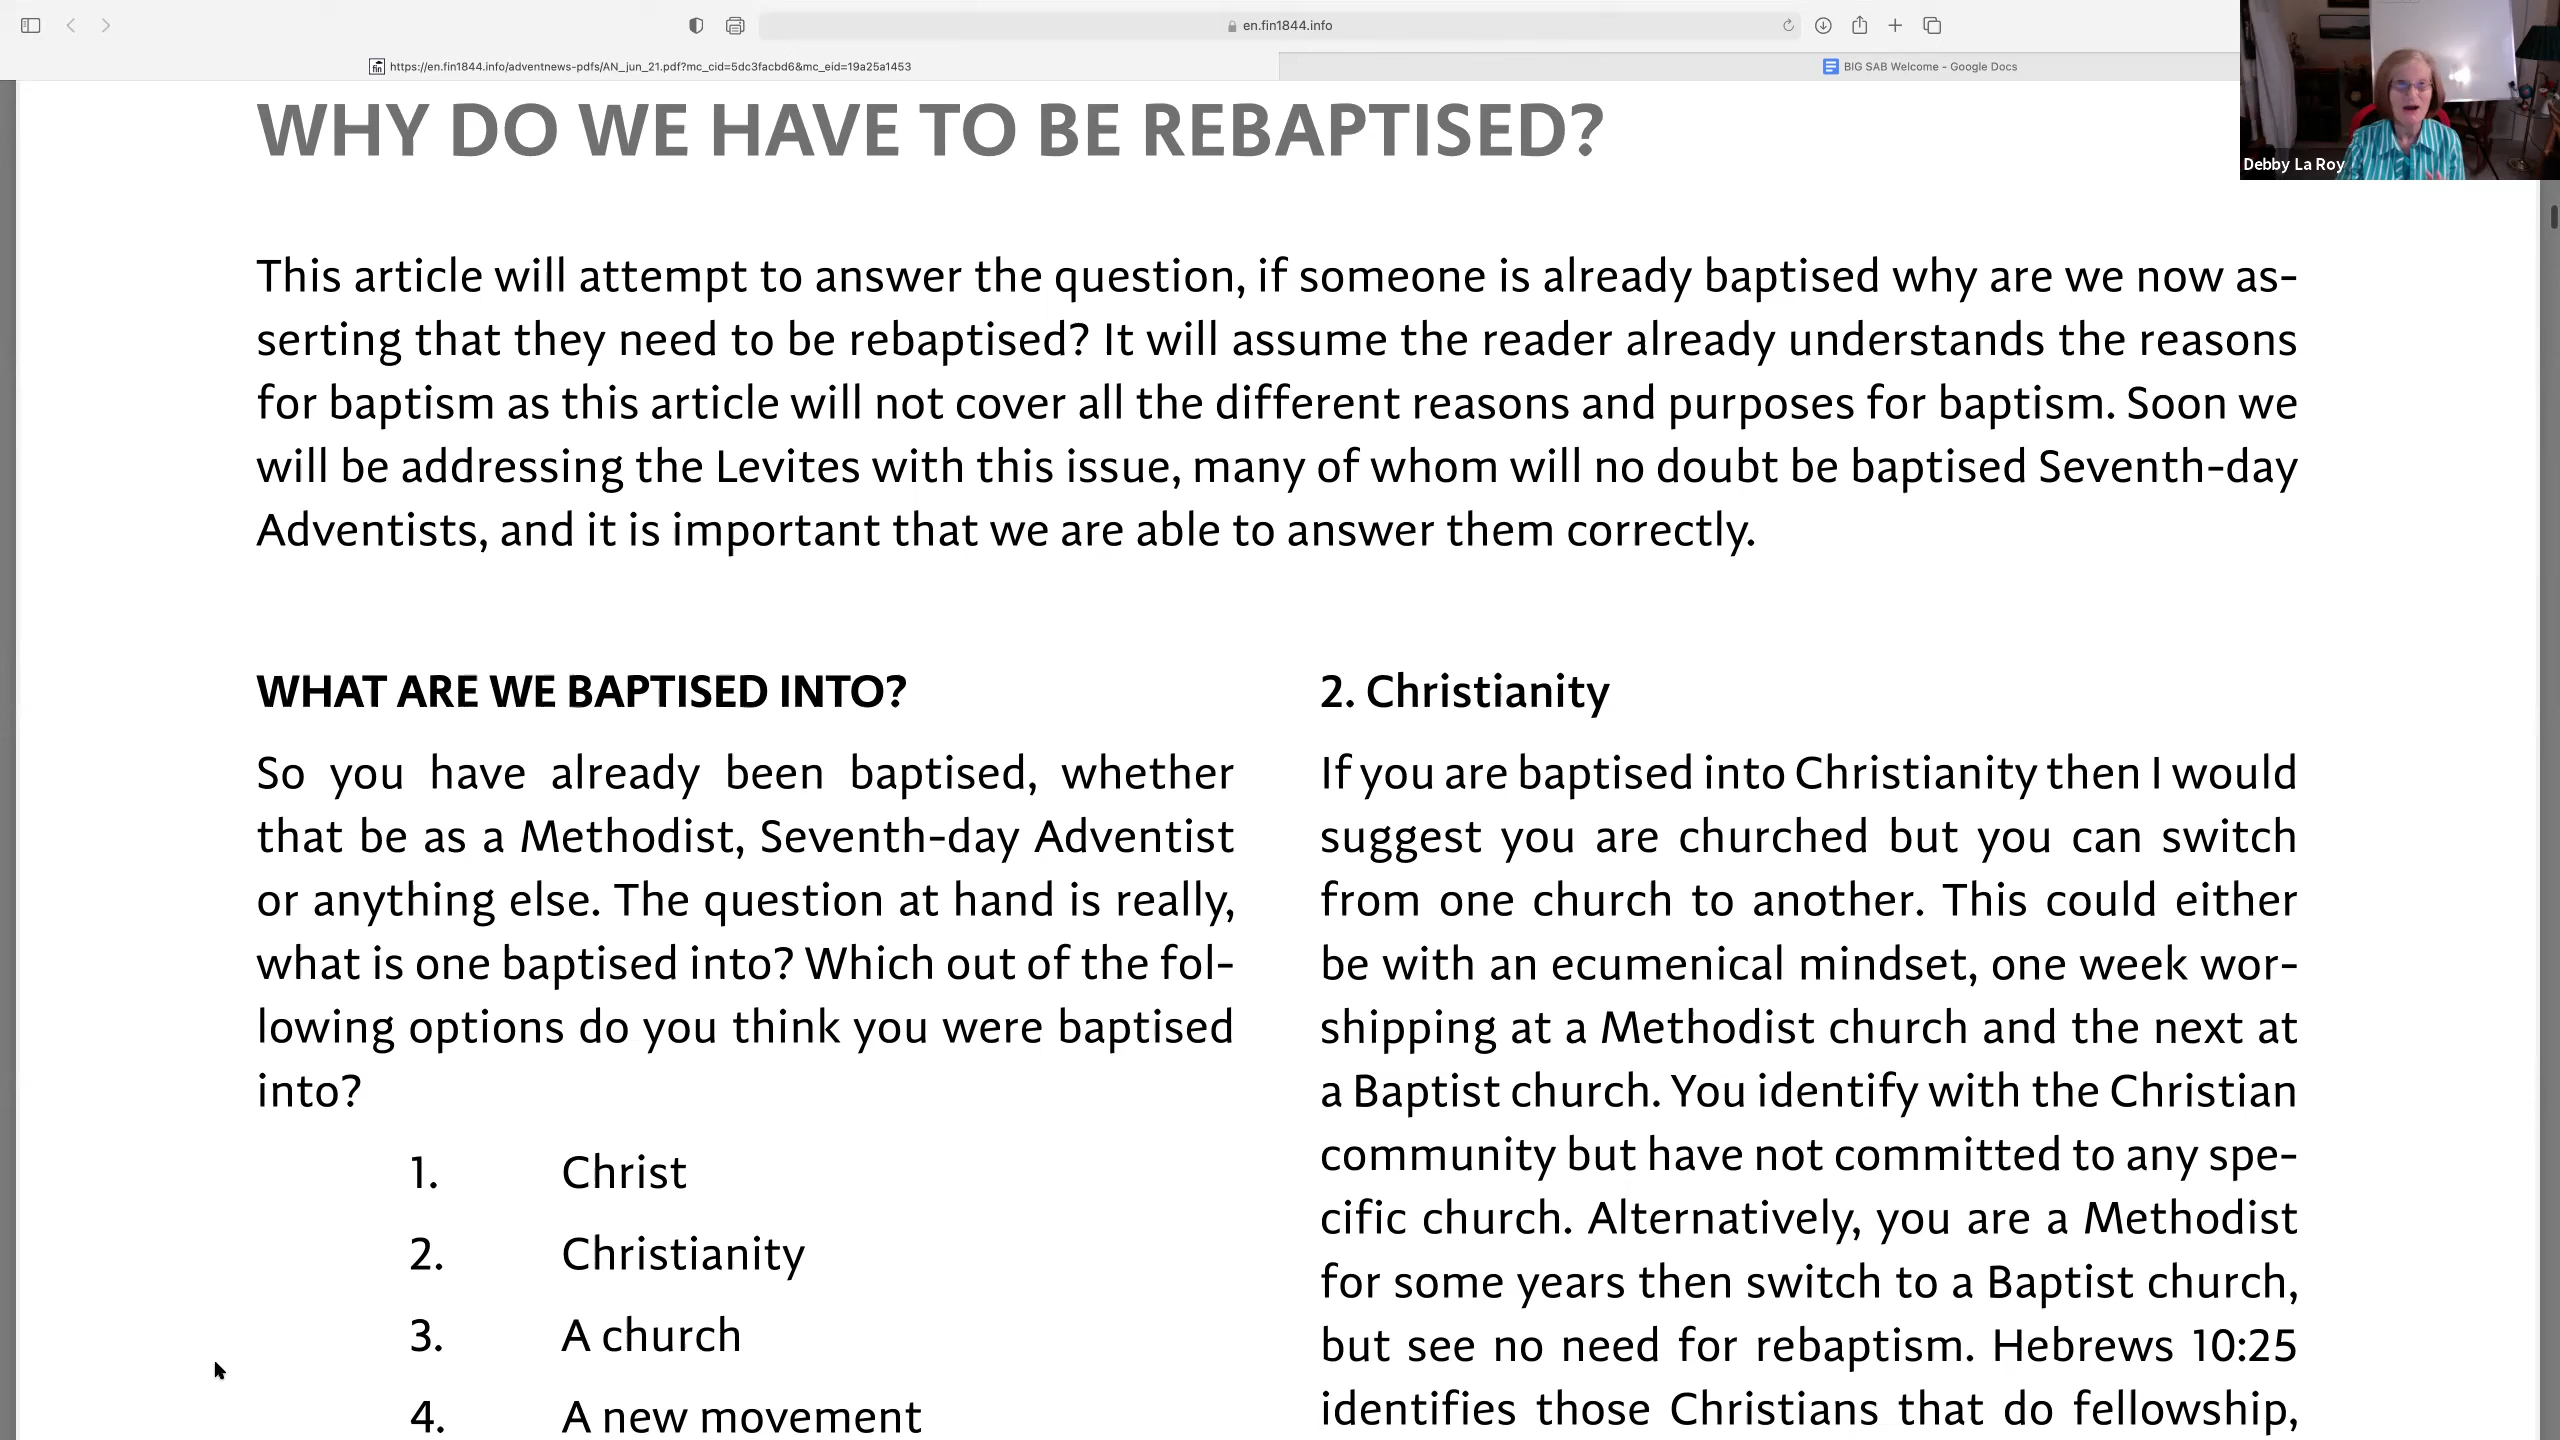 en.fin1844.info
https://en.fin1844.info/adventnews-pdfs/AN_jun_21.pdf?mc_cid=5dc3facbd6&mc_eid=19a25a1453
BIG SAB Welcome - Google Docs
Debby La Roy
WHY DO WE HAVE TO BE REBAPTISED?
This article will attempt to answer the question, if someone is already baptised why are we now as-
serting that they need to be rebaptised? It will assume the reader already understands the reasons
for baptism as this article will not cover all the different reasons and purposes for baptism. Soon we
will be addressing the Levites with this issue, many of whom will no doubt be baptised Seventh-day
Adventists, and it is important that we are able to answer them correctly.
WHAT ARE WE BAPTISED INTO?
So you have already been baptised, whether
that be as a Methodist, Seventh-day Adventist
or anything else. The question at hand is really,
what is one baptised into? Which out of the fol-
lowing options do you think you were baptised
into?
1. Christ
2. Christianity
3. A church
4. A new movement
2. Christianity
If you are baptised into Christianity then I would
suggest you are churched but you can switch
from one church to another. This could either
be with an ecumenical mindset, one week wor-
shipping at a Methodist church and the next at
a Baptist church. You identify with the Christian
community but have not committed to any spe-
cific church. Alternatively, you are a Methodist
for some years then switch to a Baptist church,
but see no need for rebaptism. Hebrews 10:25
identifies those Christians that do fellowship,